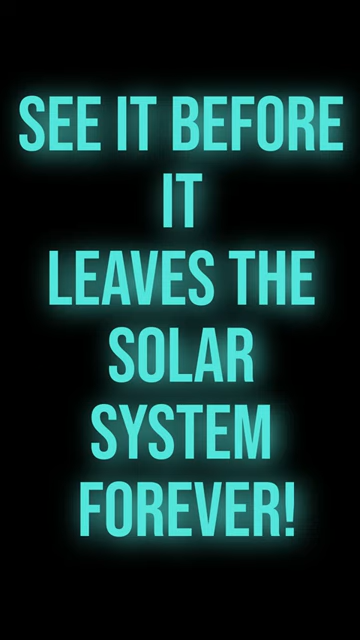 SEE IT BEFORE
IT
LEAVES THE
SOLAR
SYSTEM
FOREVER!